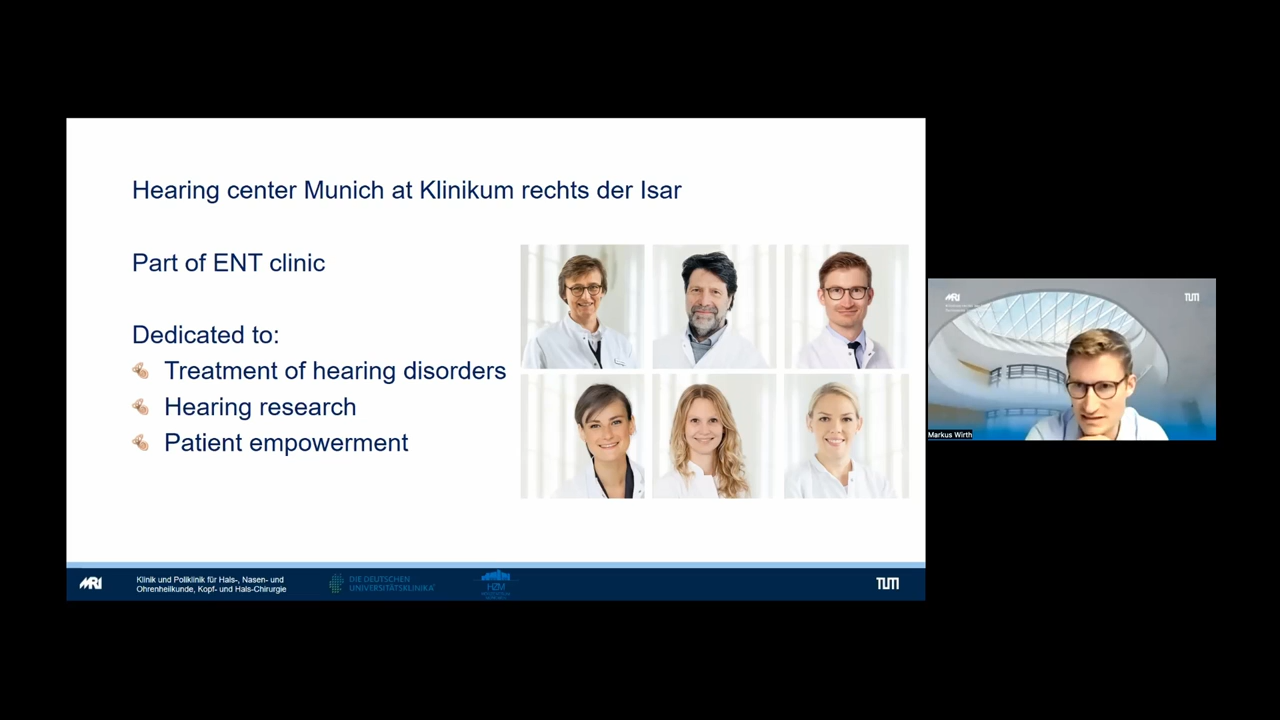 Hearing center Munich at Klinikum rechts der Isar
Part of ENT clinic
Dedicated to:
Treatment of hearing disorders
Hearing research
Patient empowerment
MRI
Klinik und Poliklinik für Hals-, Nasen- und
Ohrenheilkunde, Kopf- und Hals-Chirurgie
DIE DEUTSCHEN
UNIVERSITÄTSKLINIKA
HZM
TUM
MRI
TUM
Markus Wirth